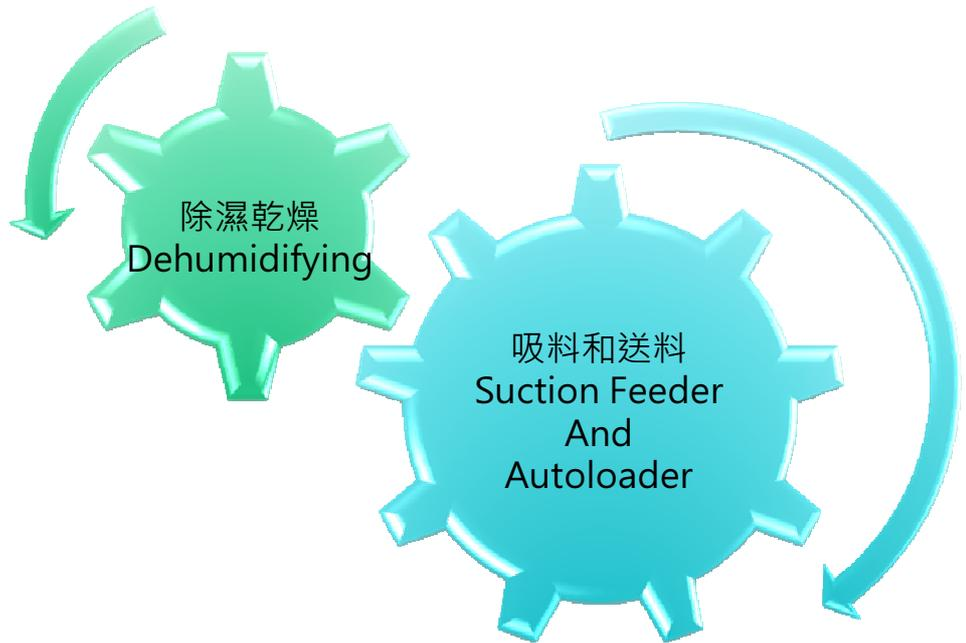 除濕乾燥
Dehumidifying
吸料和送料
Suction Feeder
And
Autoloader